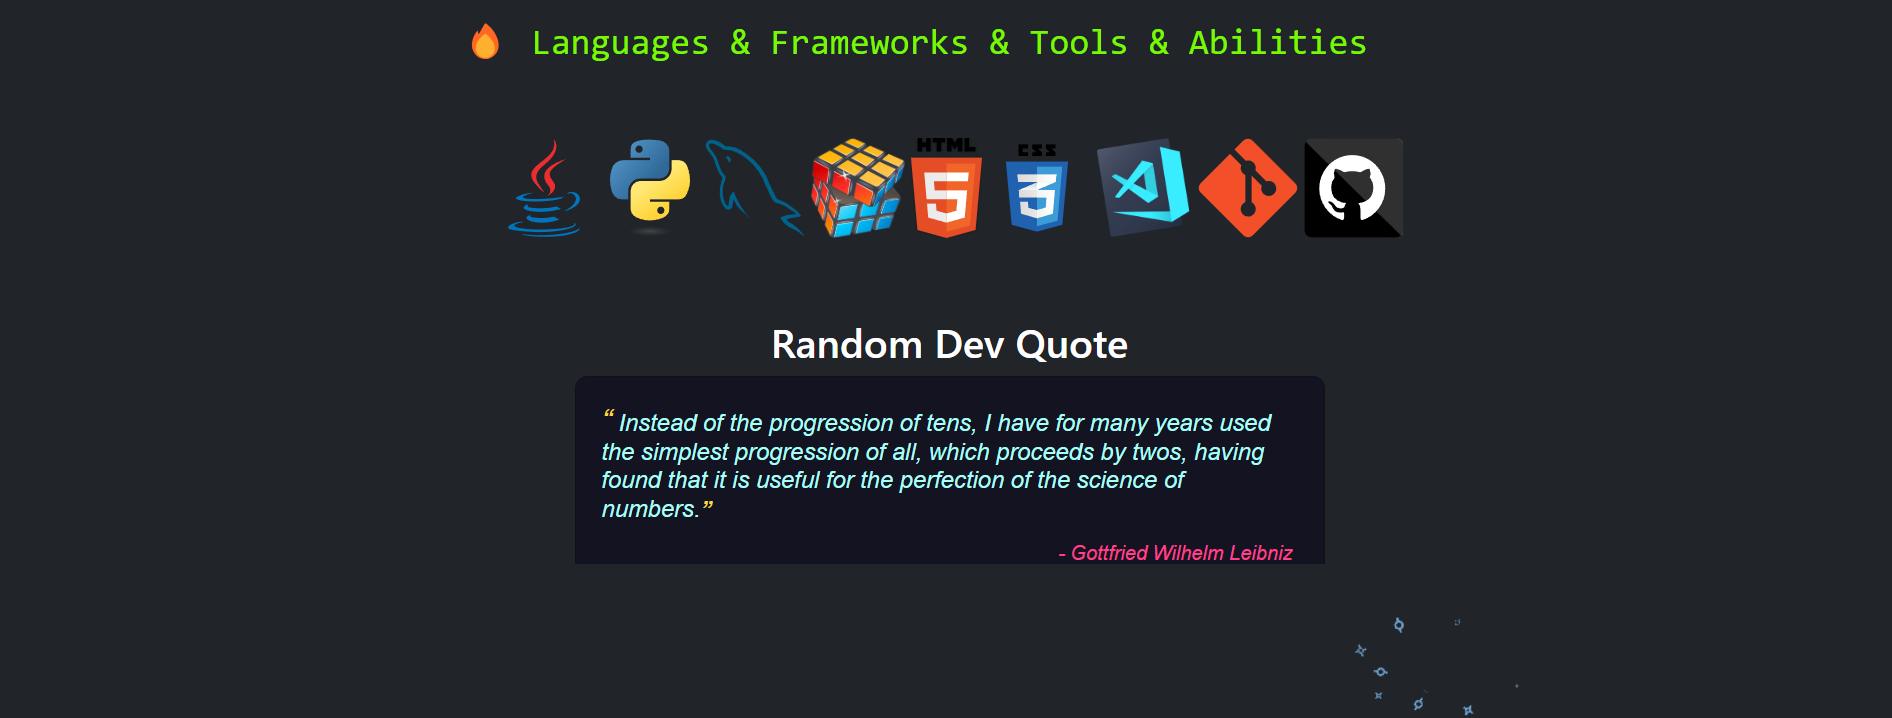 Languages & Frameworks & Tools & Abilities
HTML
CSS
Random Dev Quote
“ Instead of the progression of tens, I have for many years used
the simplest progression of all, which proceeds by twos, having
found that it is useful for the perfection of the science of
numbers.”
- Gottfried Wilhelm Leibniz